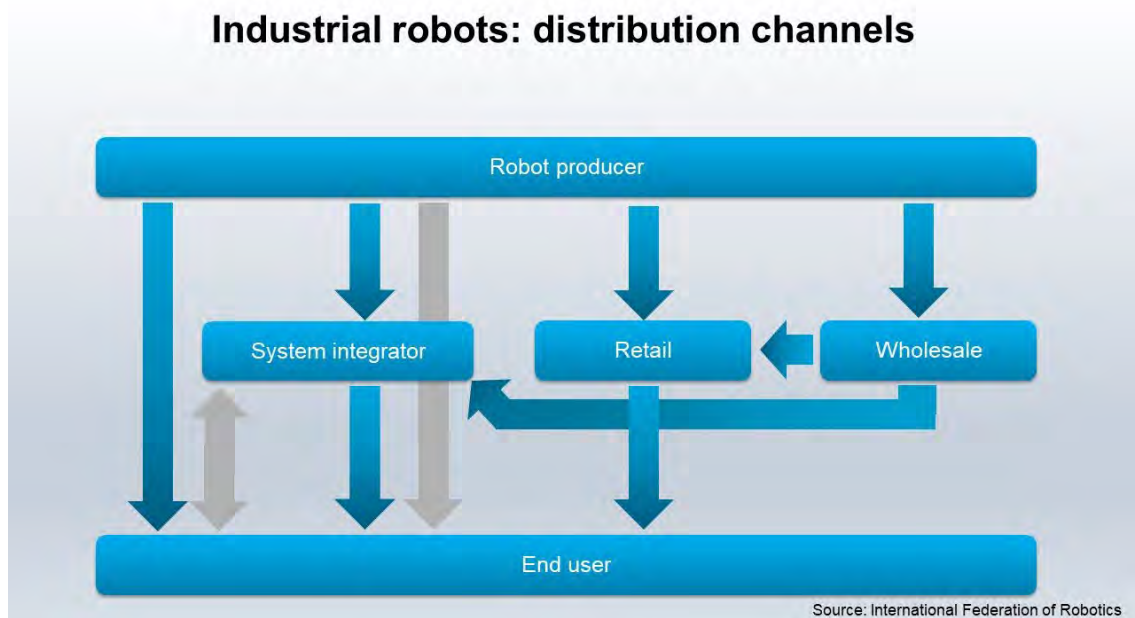 Industrial robots: distribution channels
Robot producer
System integrator
Retail
Wholesale
End user
Source: International Federation of Robotics